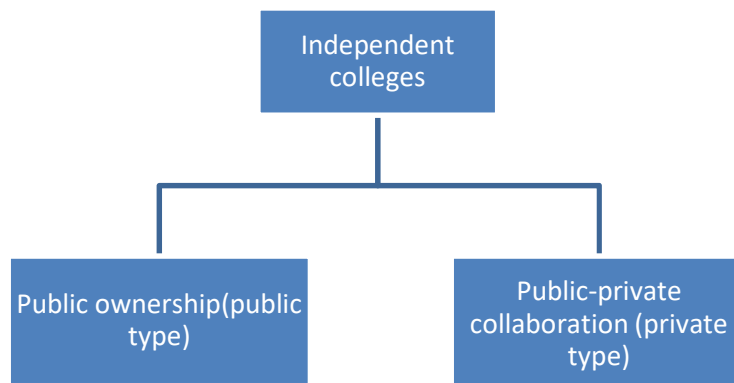 Independent
colleges
Public ownership(public
type)
Public-private
collaboration (private
type)